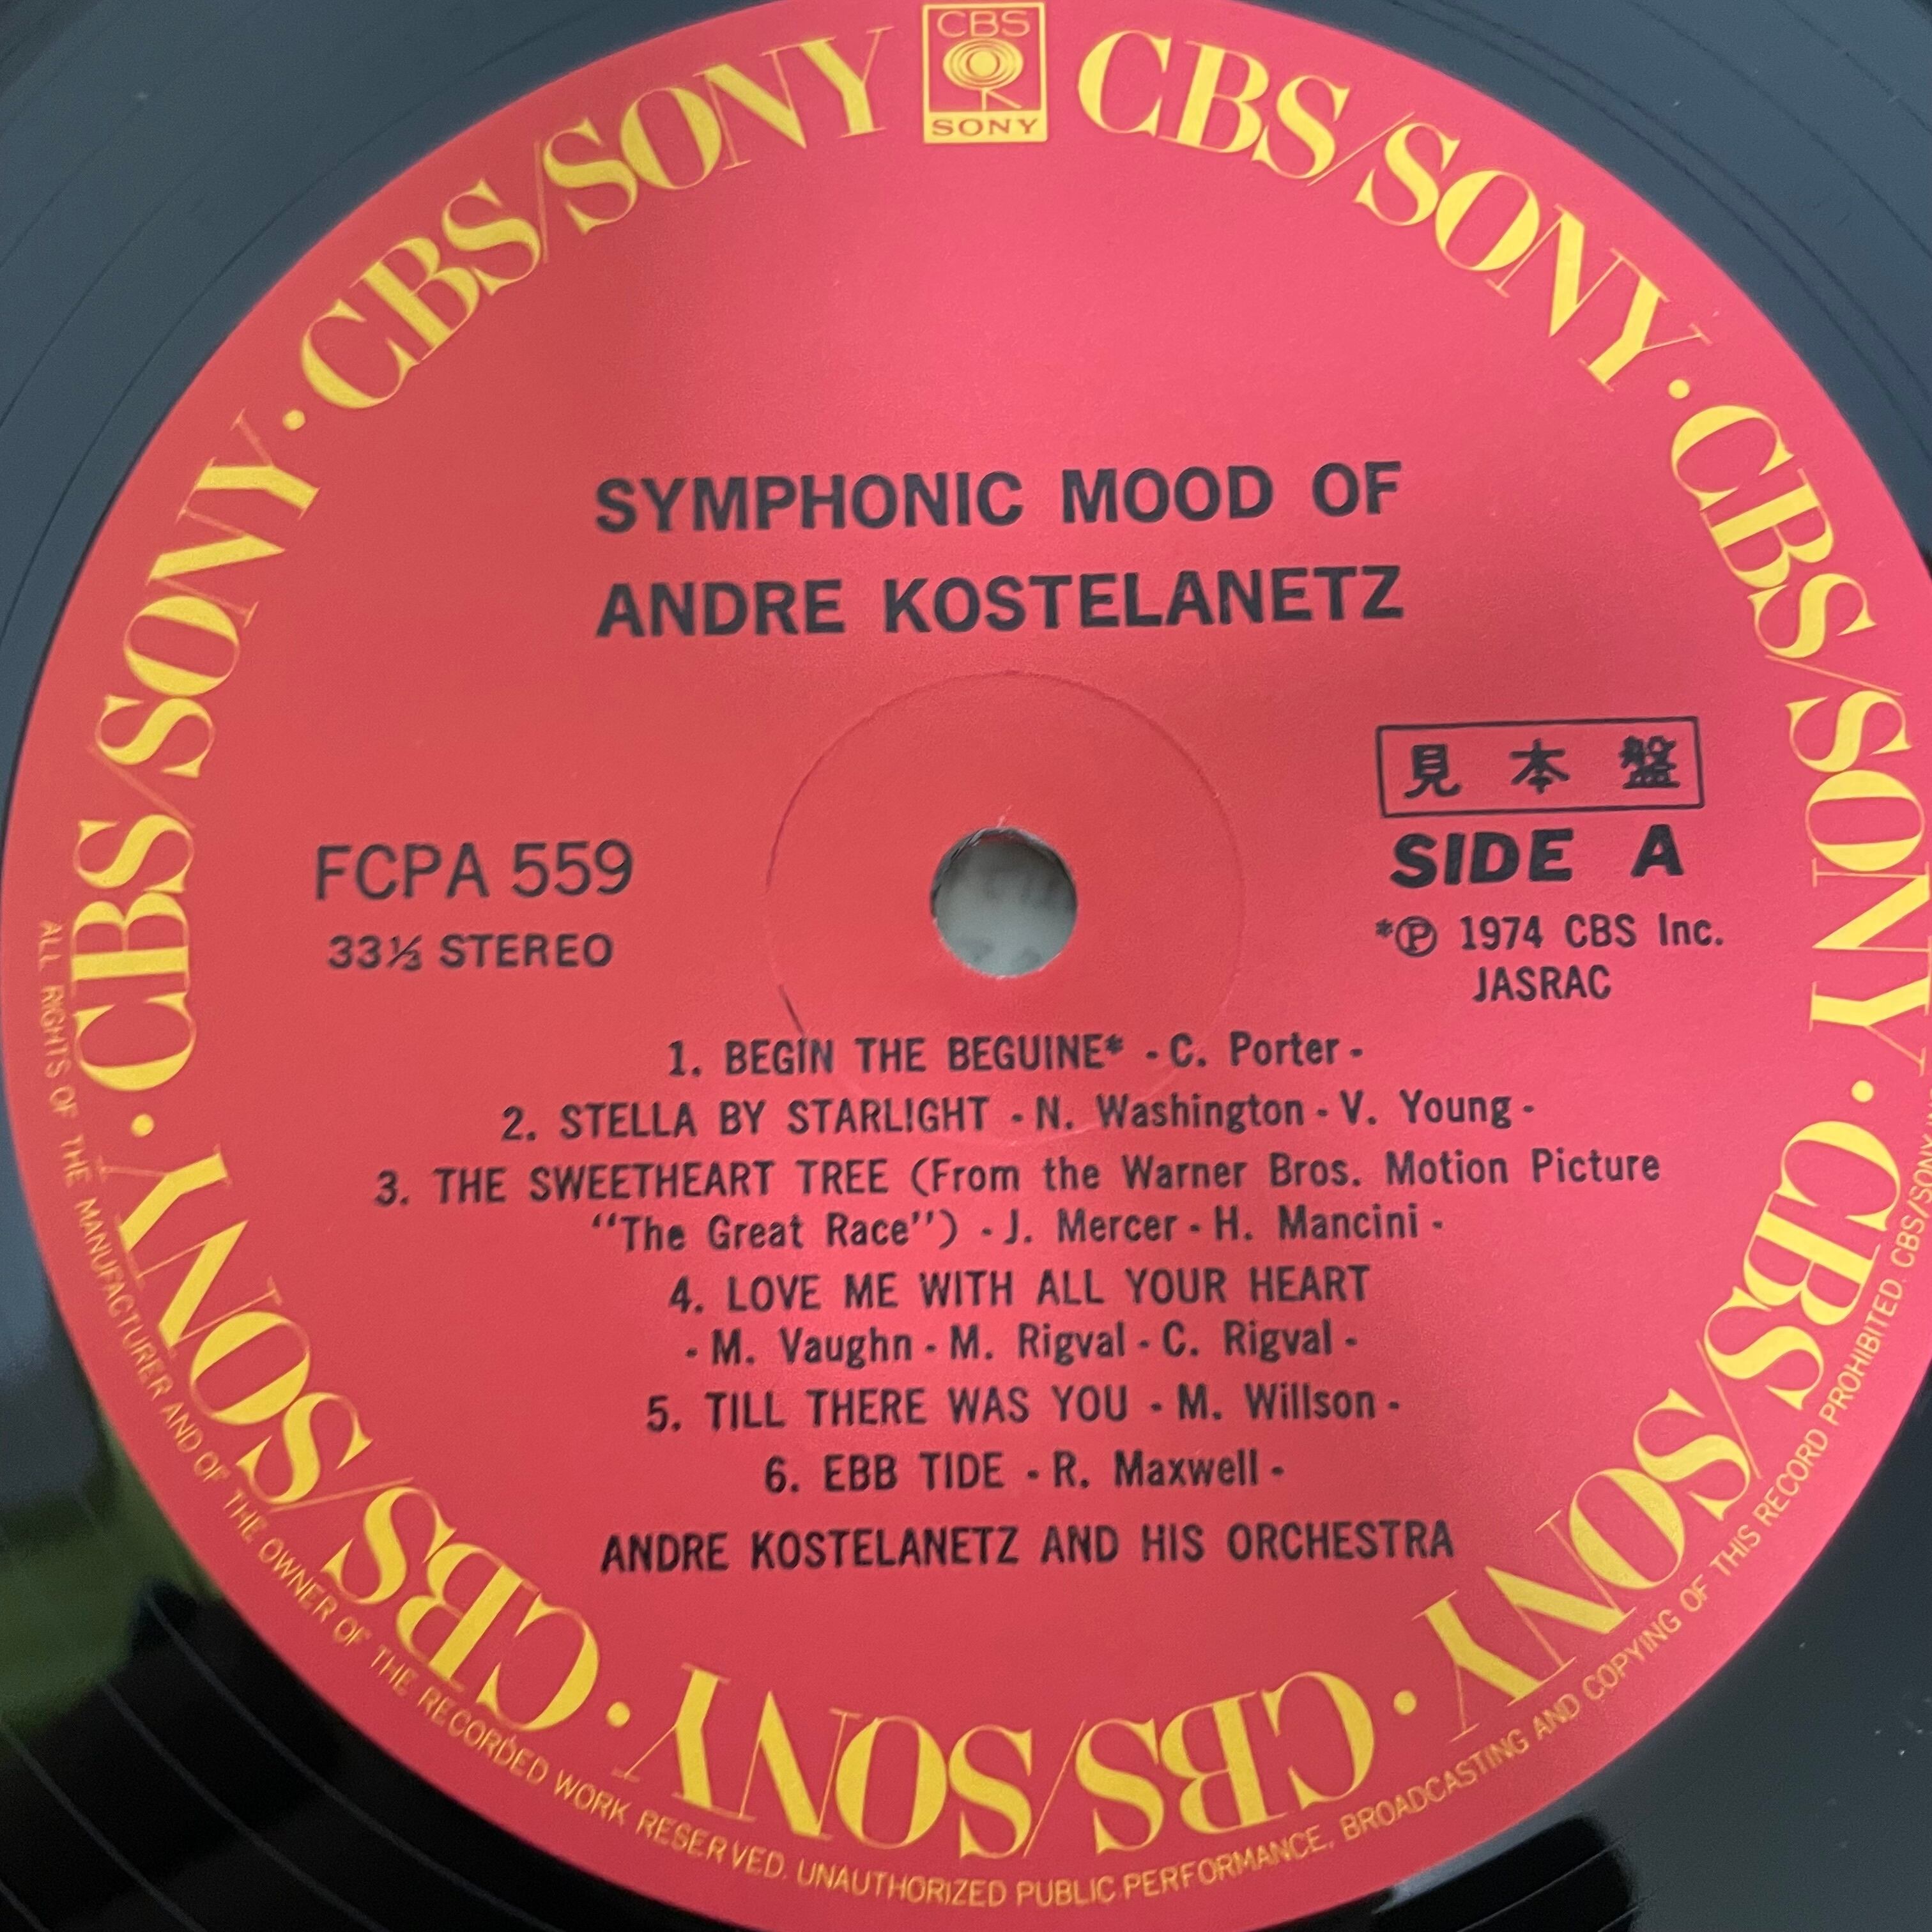 CBS
SONY
CBS/SONY · CBS/SONY · CBS/SONY · CBS/SONY · CBS/SONY · CBS/SONY · CBS/SONY · CBS/SONY
SYMPHONIC MOOD OF
ANDRE KOSTELANETZ
見本盤
FCPA 559
SIDE A
33⅓ STEREO
*℗ 1974 CBS Inc.
JASRAC
1. BEGIN THE BEGUINE* - C. Porter -
2. STELLA BY STARLIGHT - N. Washington - V. Young -
3. THE SWEETHEART TREE (From the Warner Bros. Motion Picture
“The Great Race”) - J. Mercer - H. Mancini -
4. LOVE ME WITH ALL YOUR HEART
- M. Vaughn - M. Rigval - C. Rigval -
5. TILL THERE WAS YOU - M. Willson -
6. EBB TIDE - R. Maxwell -
ANDRE KOSTELANETZ AND HIS ORCHESTRA
ALL RIGHTS OF THE MANUFACTURER AND OF THE OWNER OF THE RECORDED WORK RESERVED. UNAUTHORIZED PUBLIC PERFORMANCE, BROADCASTING AND COPYING OF THIS RECORD PROHIBITED. CBS/SONY